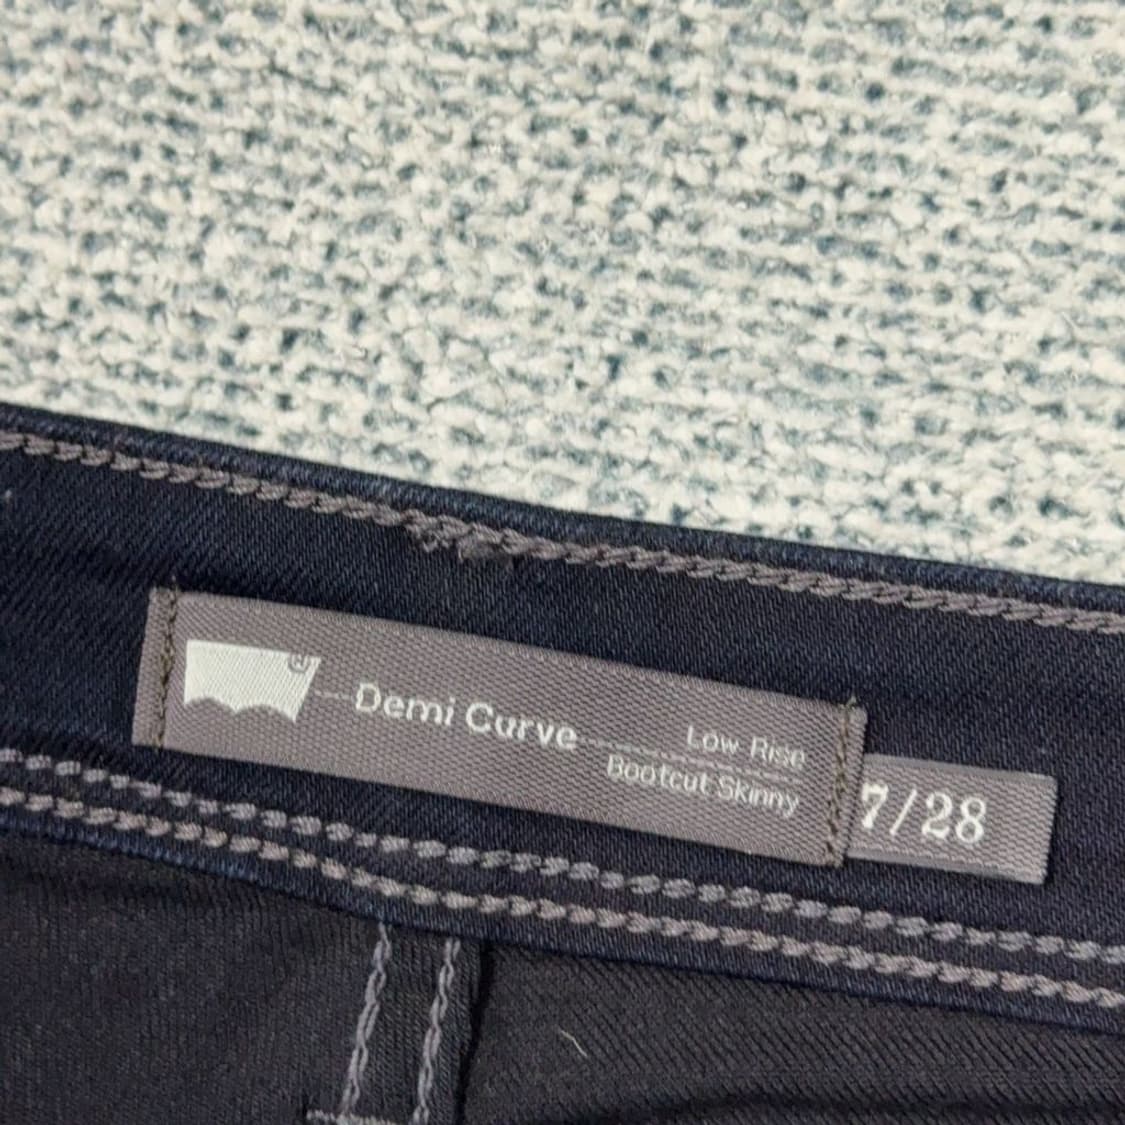 Demi Curve
Low Rise
Bootcut Skinny
7/28